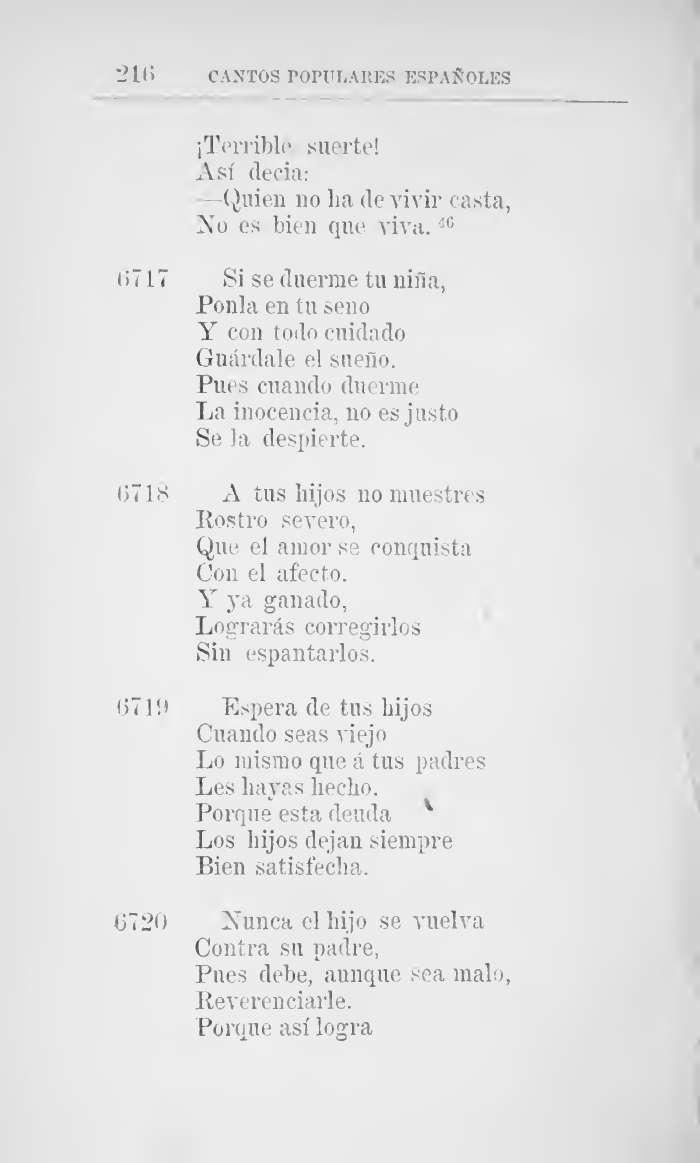 216 CANTOS POPULARES ESPAÑOLES
¡Terrible suerte!
Así decia:
—Quien no ha de vivir casta,
No es bien que viva. 46
6717 Si se duerme tu niña,
Ponla en tu seno
Y con todo cuidado
Guárdale el sueño.
Pues cuando duerme
La inocencia, no es justo
Se la despierte.
6718 A tus hijos no muestres
Rostro severo,
Que el amor se conquista
Con el afecto.
Y ya ganado,
Lograrás corregirlos
Sin espantarlos.
6719 Espera de tus hijos
Cuando seas viejo
Lo mismo que á tus padres
Les hayas hecho.
Porque esta deuda
Los hijos dejan siempre
Bien satisfecha.
6720 Nunca el hijo se vuelva
Contra su padre,
Pues debe, aunque sea malo,
Reverenciarle.
Porque así logra